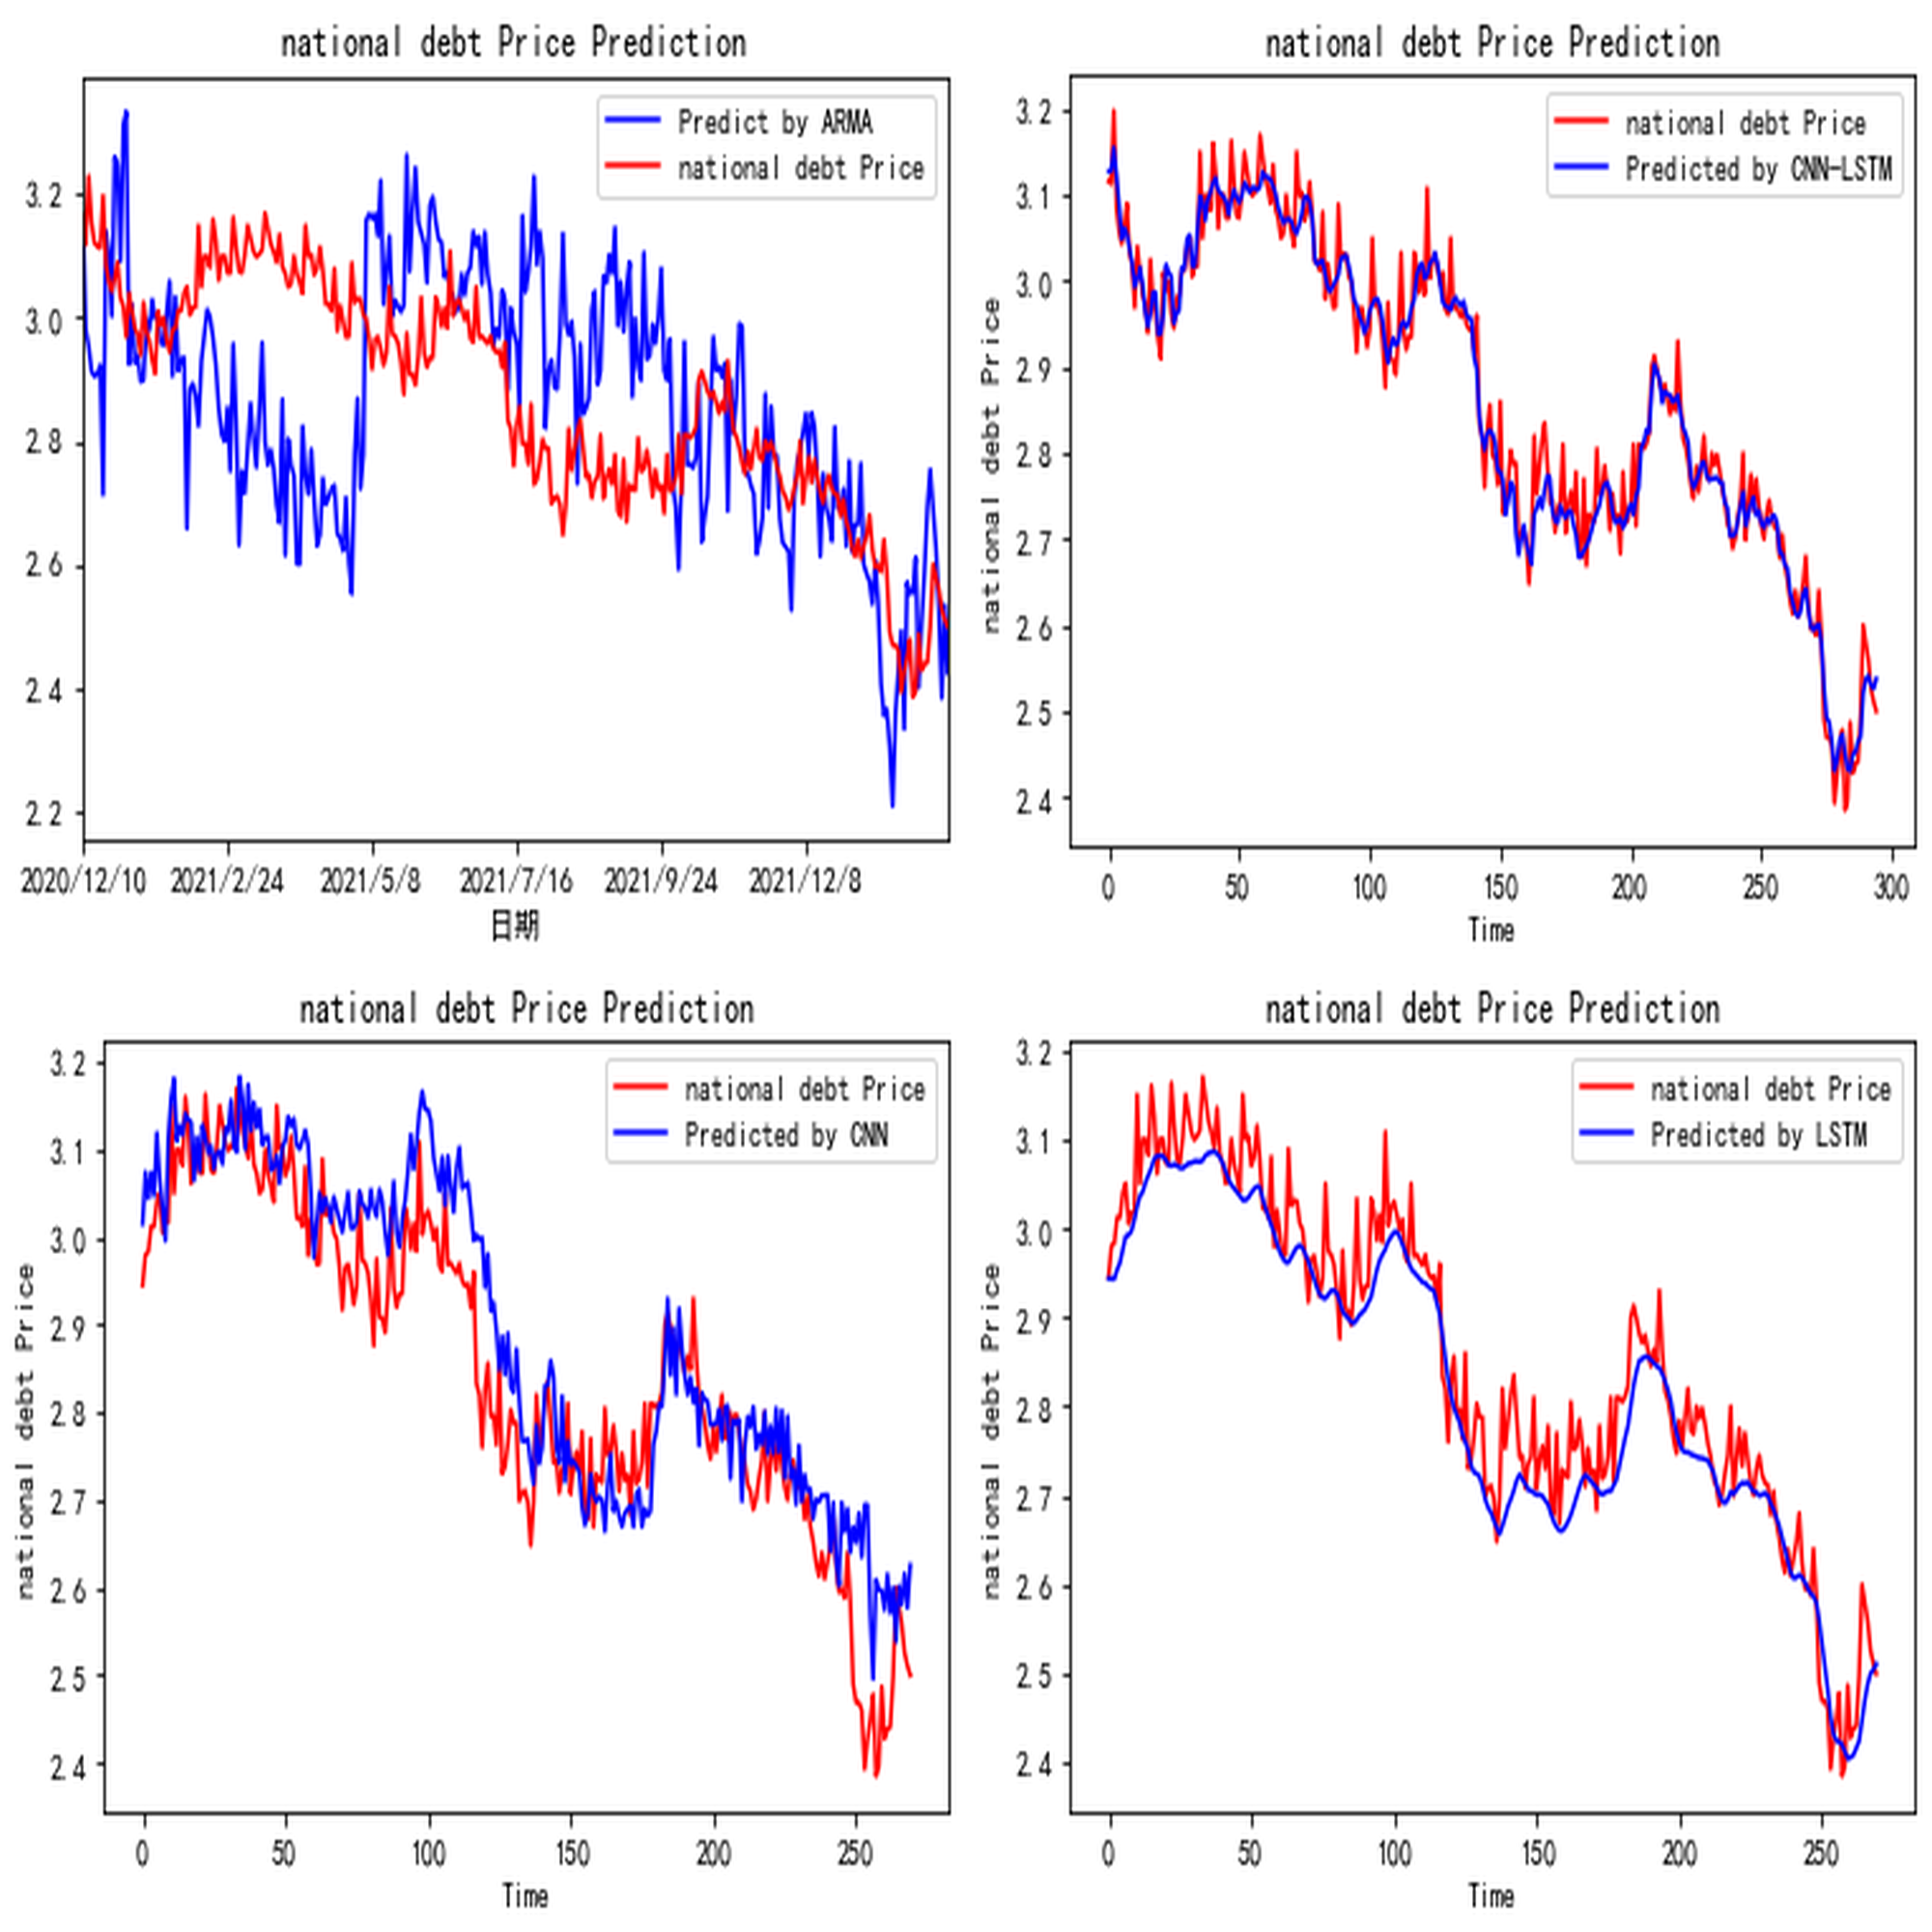 national debt Price Prediction
Predict by ARMA
national debt Price
3.2
3.0
2.8
2.6
2.4
2.2
2020/12/10 2021/2/24 2021/5/8 2021/7/16 2021/9/24 2021/12/8
日期
national debt Price Prediction
national debt Price
Predicted by CNN-LSTM
national debt Price
3.2
3.1
3.0
2.9
2.8
2.7
2.6
2.5
2.4
0 50 100 150 200 250 300
Time
national debt Price Prediction
national debt Price
Predicted by CNN
national debt Price
3.2
3.1
3.0
2.9
2.8
2.7
2.6
2.5
2.4
0 50 100 150 200 250
Time
national debt Price Prediction
national debt Price
Predicted by LSTM
national debt Price
3.2
3.1
3.0
2.9
2.8
2.7
2.6
2.5
2.4
0 50 100 150 200 250
Time